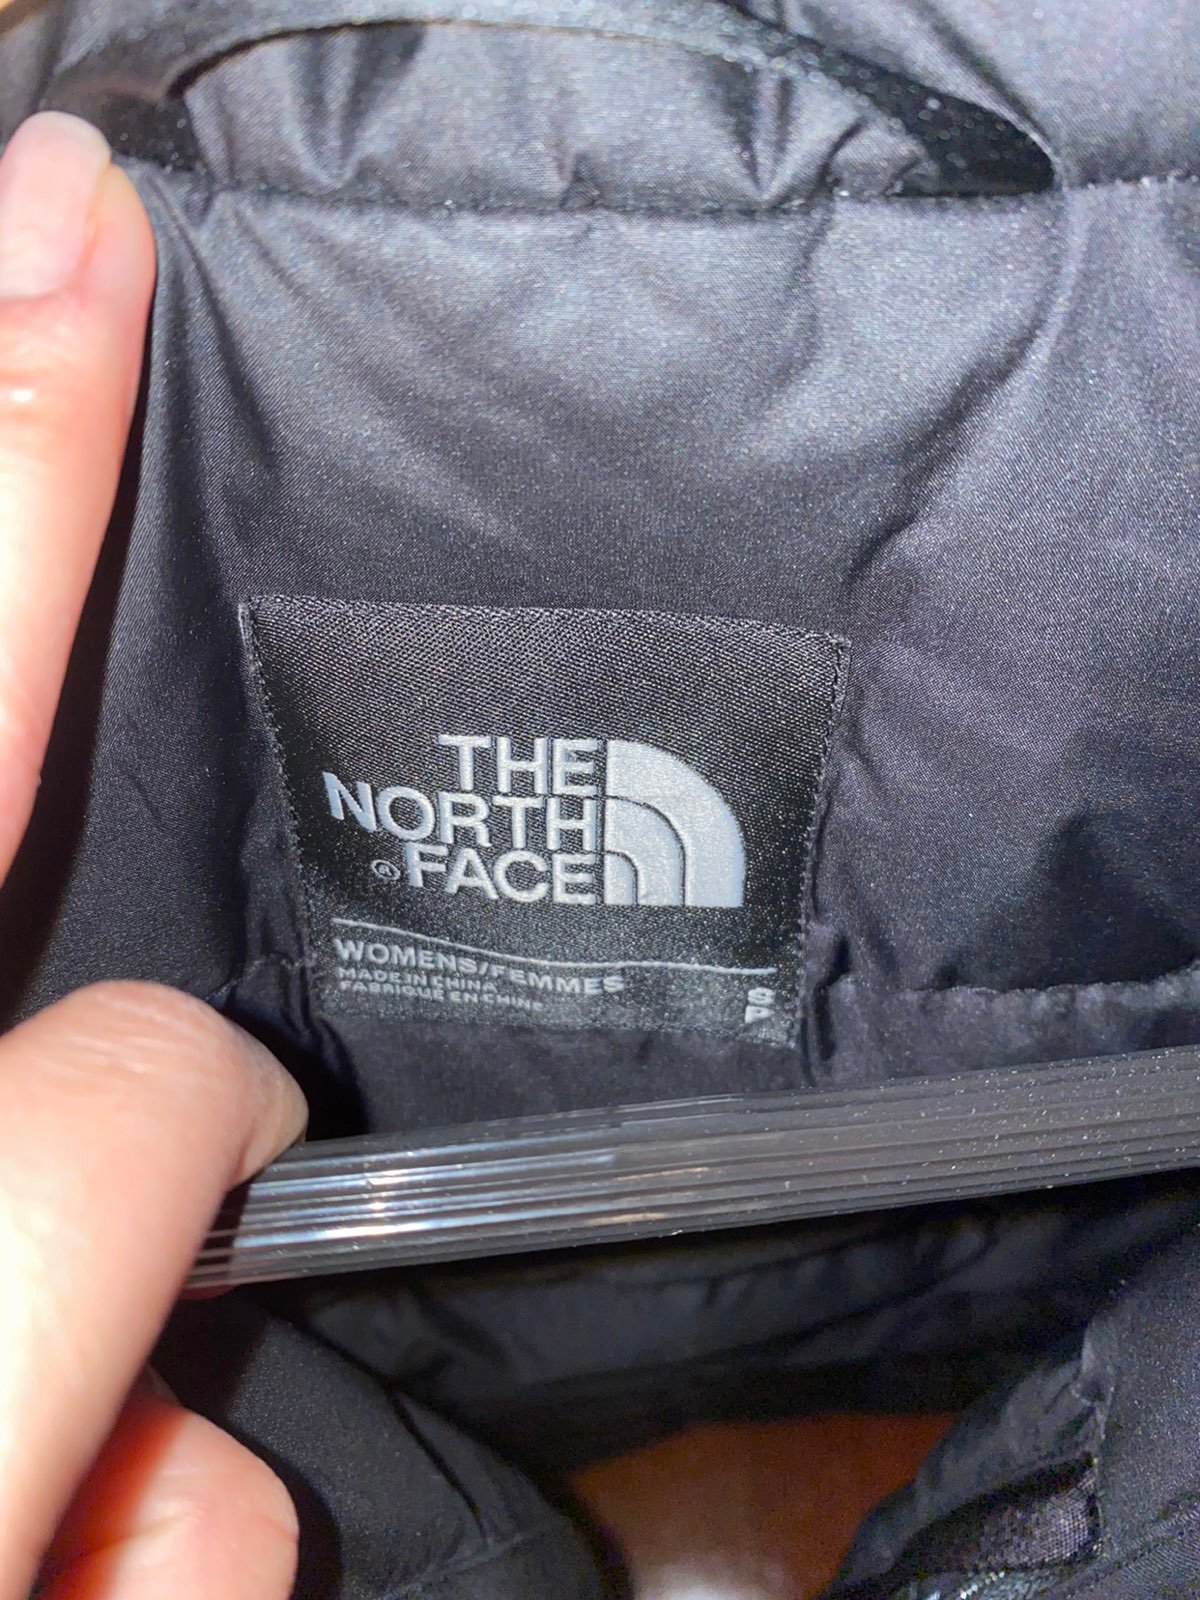 THE
NORTH
®FACE
WOMENS/FEMMES
MADE IN CHINA
FABRIQUÉ EN CHINE
S
P